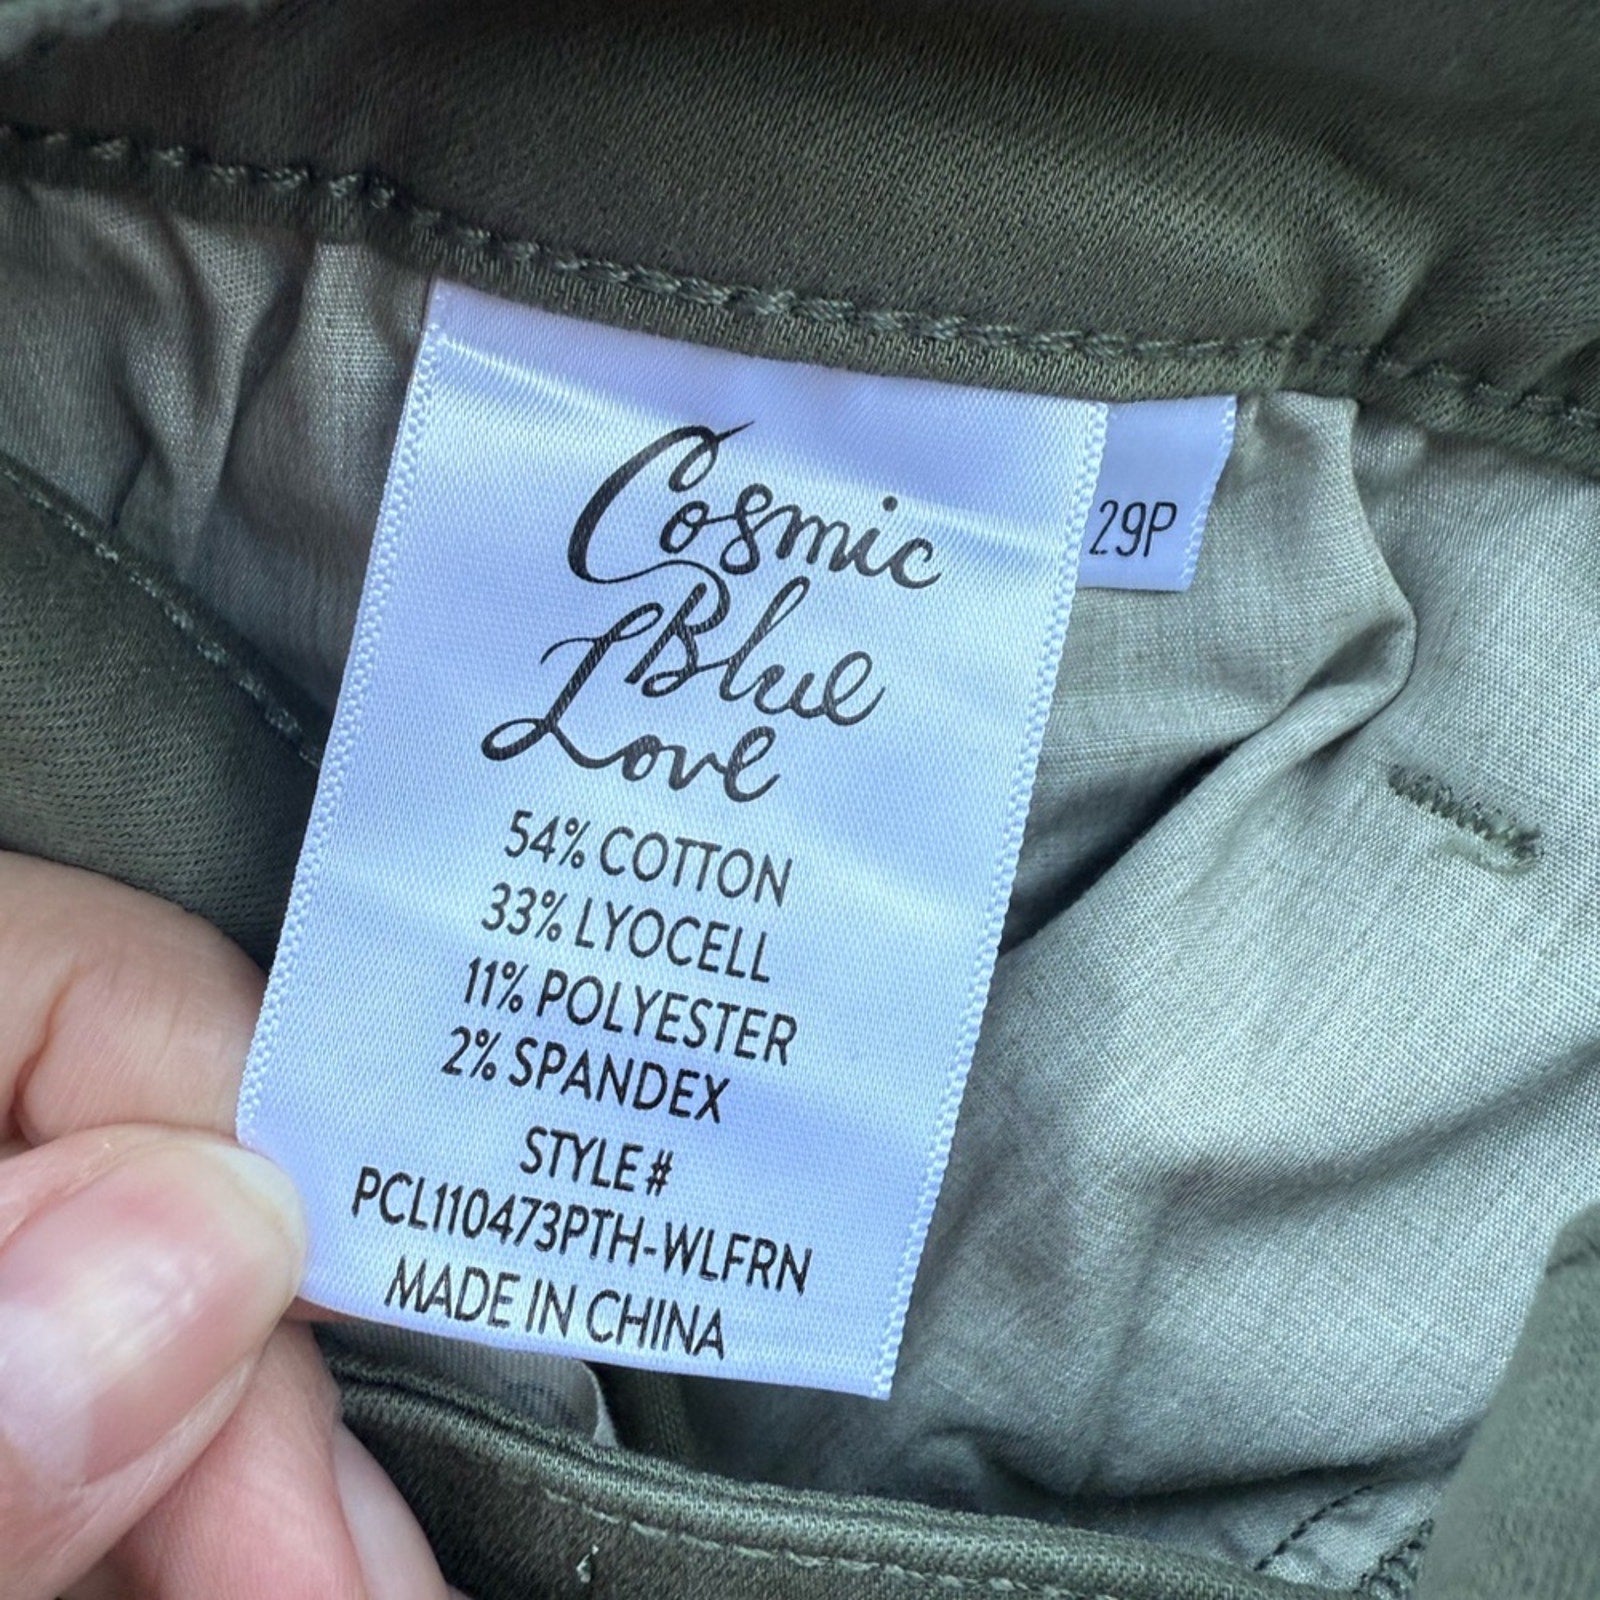 Cosmic
Blue
Love
29P
54% COTTON
33% LYOCELL
11% POLYESTER
2% SPANDEX
STYLE #
PCL110473PTH-WLFRN
MADE IN CHINA